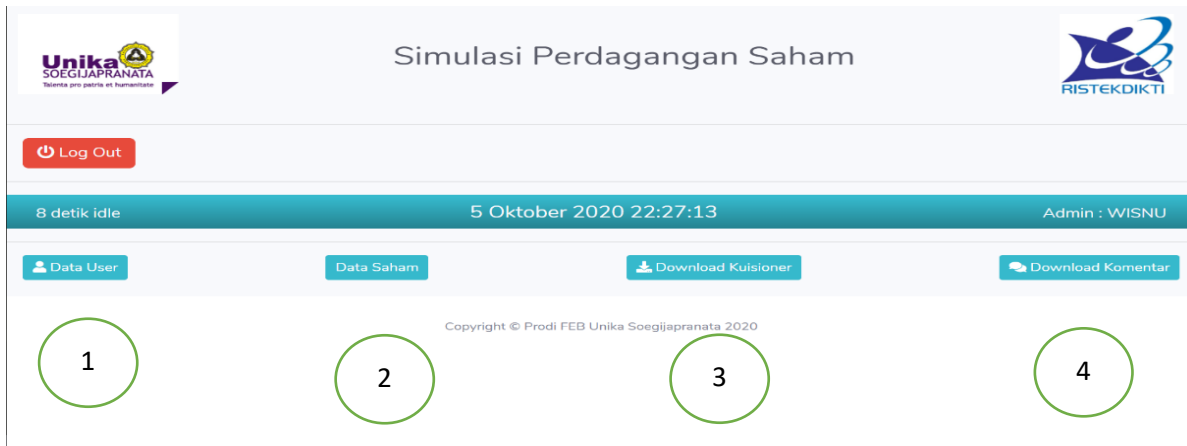 Unika
SOEGIJAPRANATA
Talenta pro patria et humanitate
Simulasi Perdagangan Saham
RISTEKDIKTI
Log Out
8 detik idle
5 Oktober 2020 22:27:13
Admin : WISNU
Data User
Data Saham
Download Kuisioner
Download Komentar
Copyright © Prodi FEB Unika Soegijapranata 2020
1
2
3
4